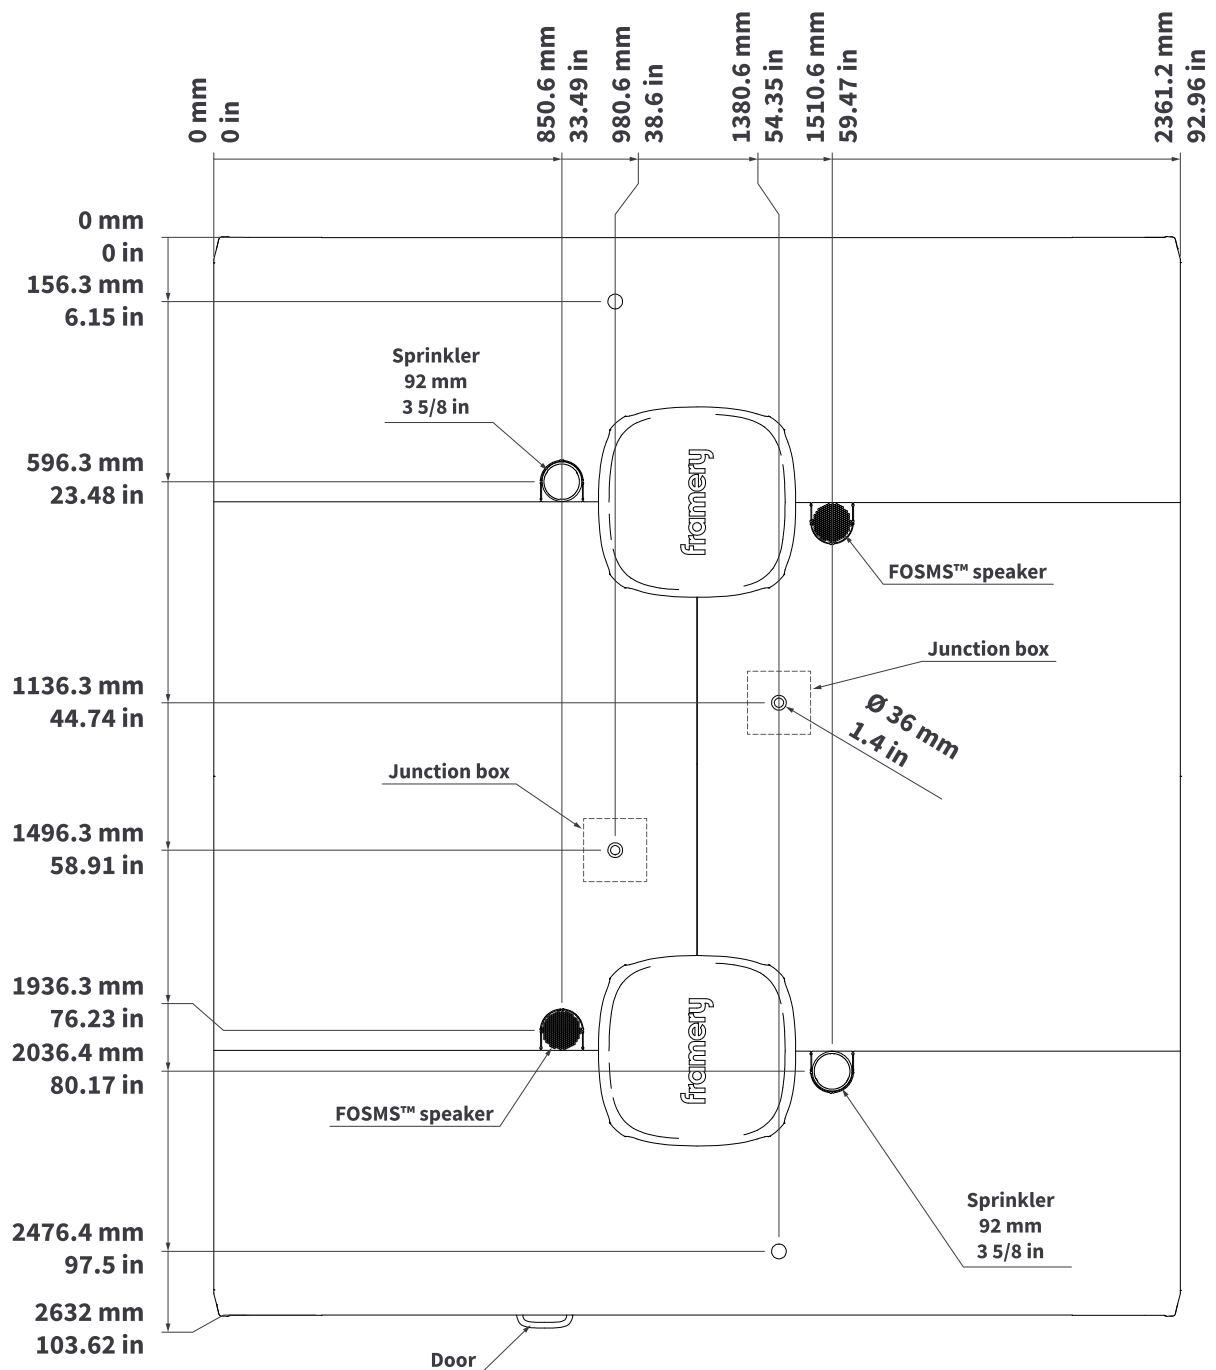 0 mm
0 in
850.6 mm
33.49 in
980.6 mm
38.6 in
1380.6 mm
54.35 in
1510.6 mm
59.47 in
2361.2 mm
92.96 in
0 mm
0 in
156.3 mm
6.15 in
Sprinkler
92 mm
3 5/8 in
596.3 mm
23.48 in
framery
FOSMS™ speaker
Junction box
1136.3 mm
44.74 in
Ø 36 mm
1.4 in
Junction box
1496.3 mm
58.91 in
1936.3 mm
76.23 in
2036.4 mm
80.17 in
framery
FOSMS™ speaker
Sprinkler
92 mm
3 5/8 in
2476.4 mm
97.5 in
2632 mm
103.62 in
Door